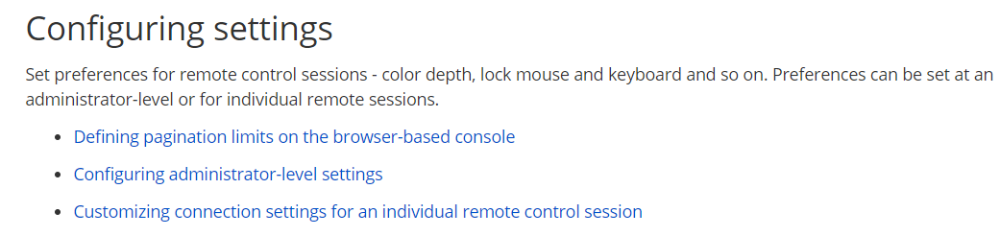 Configuring settings
Set preferences for remote control sessions - color depth, lock mouse and keyboard and so on. Preferences can be set at an
administrator-level or for individual remote sessions.
• Defining pagination limits on the browser-based console
• Configuring administrator-level settings
• Customizing connection settings for an individual remote control session